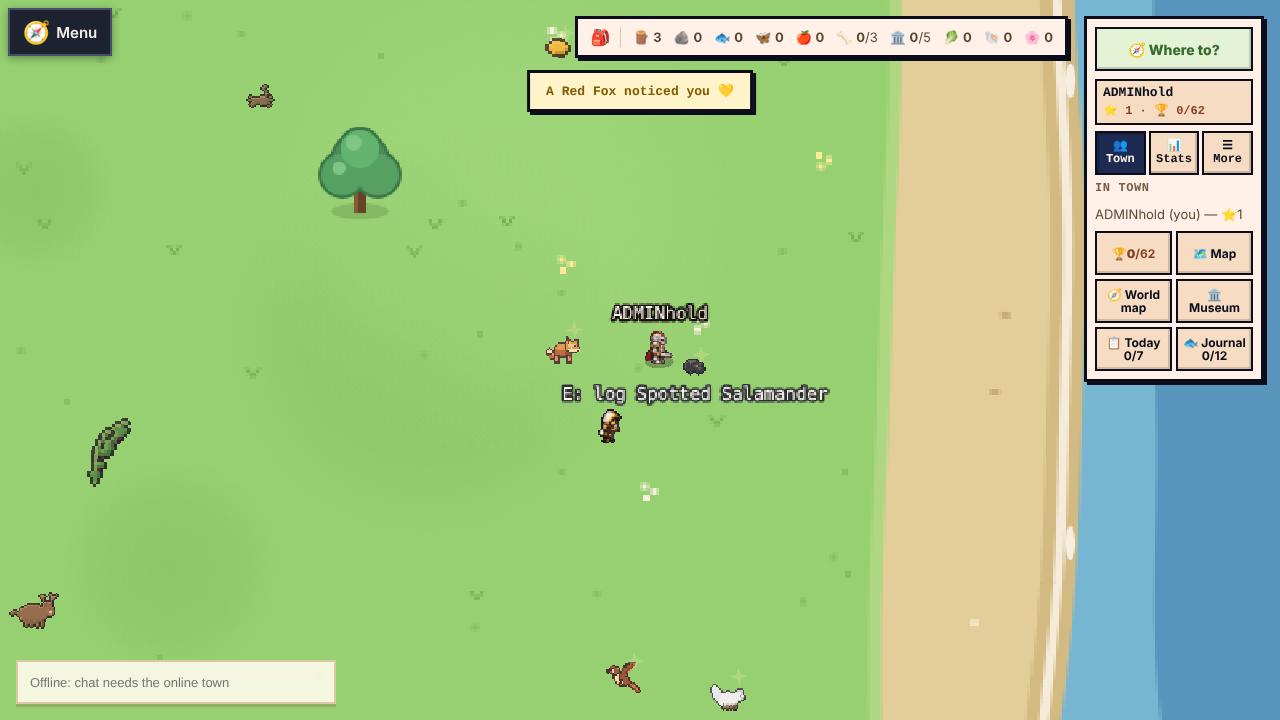 Menu
3 0 0 0 0 0/3 0/5 0 0 0
A Red Fox noticed you
Where to?
ADMINhold
1 · 0/62
Town
Stats
More
IN TOWN
ADMINhold (you) — 1
0/62
Map
World map
Museum
Today 0/7
Journal 0/12
ADMINhold
E: log Spotted Salamander
Offline: chat needs the online town